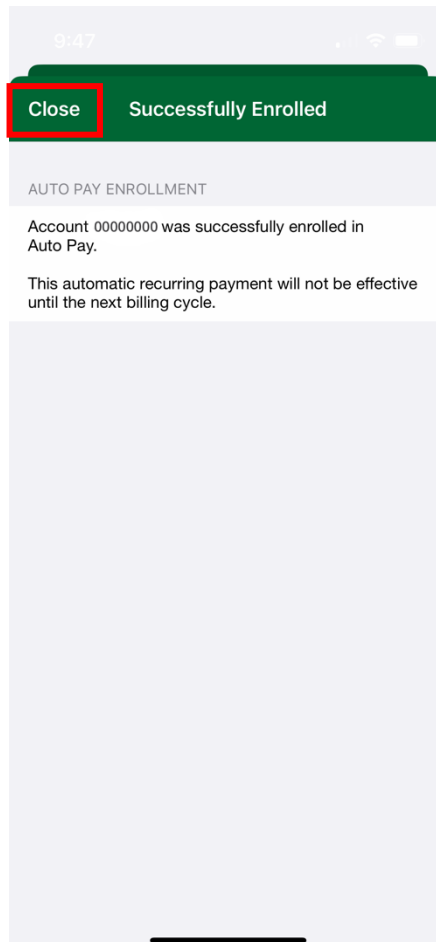 9:47
Close Successfully Enrolled
AUTO PAY ENROLLMENT
Account 00000000 was successfully enrolled in
Auto Pay.
This automatic recurring payment will not be effective
until the next billing cycle.